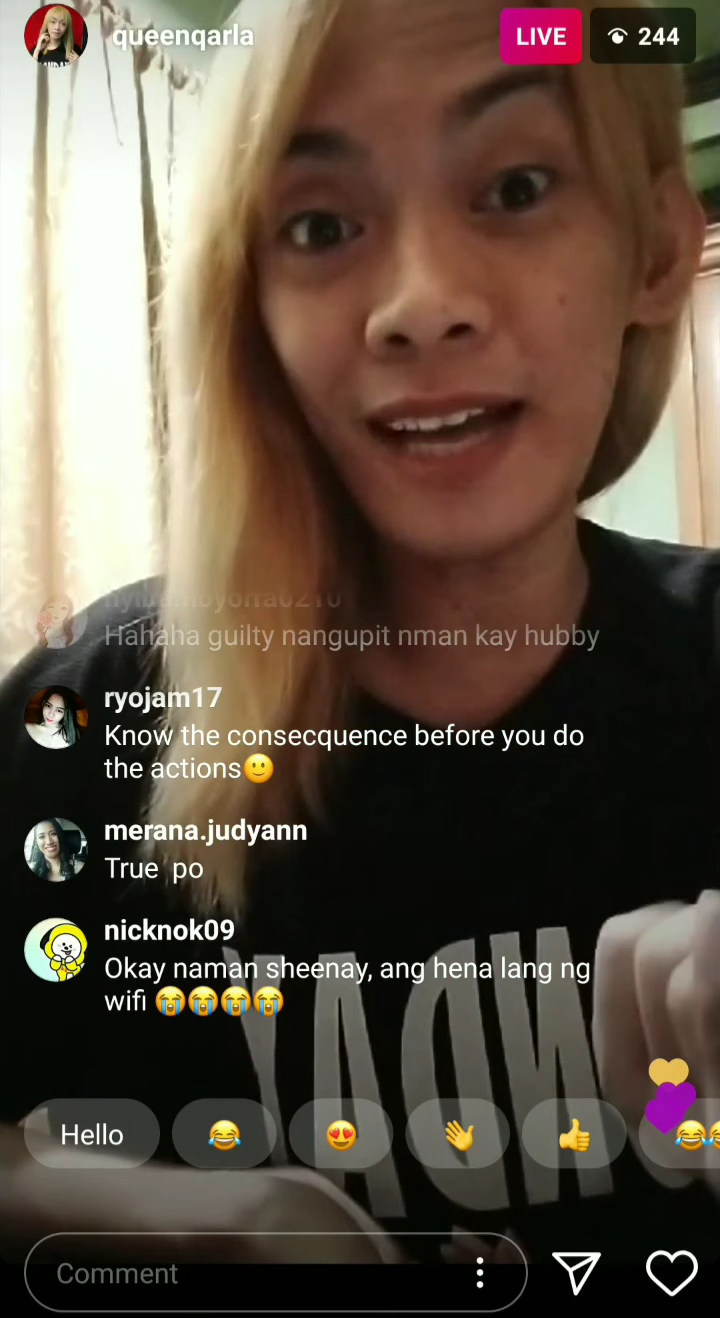 queenqarla
LIVE
244
Hahaha guilty nangupit nman kay hubby
ryojam17
Know the consecquence before you do
the actions🙂
merana.judyann
True po
nicknok09
Okay naman sheenay, ang hena lang ng
wifi 😭😭😭😭
NDAY
Hello 😂 😍 👋 👍 😂
Comment